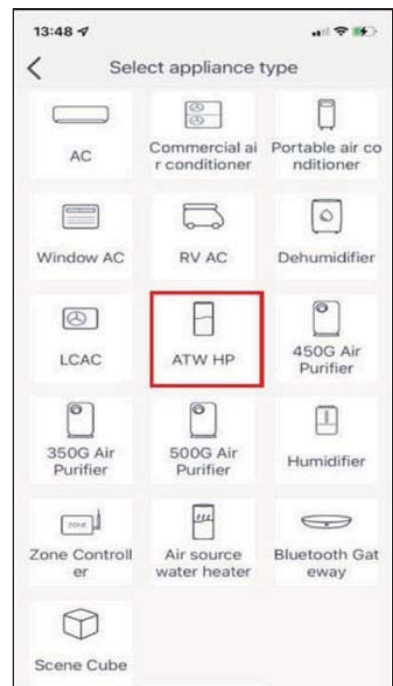 13:48
Select appliance type
AC
Commercial ai
r conditioner
Portable air co
nditioner
Window AC
RV AC
Dehumidifier
LCAC
ATW HP
450G Air
Purifier
350G Air
Purifier
500G Air
Purifier
Humidifier
Zone Controll
er
Air source
water heater
Bluetooth Gat
eway
Scene Cube